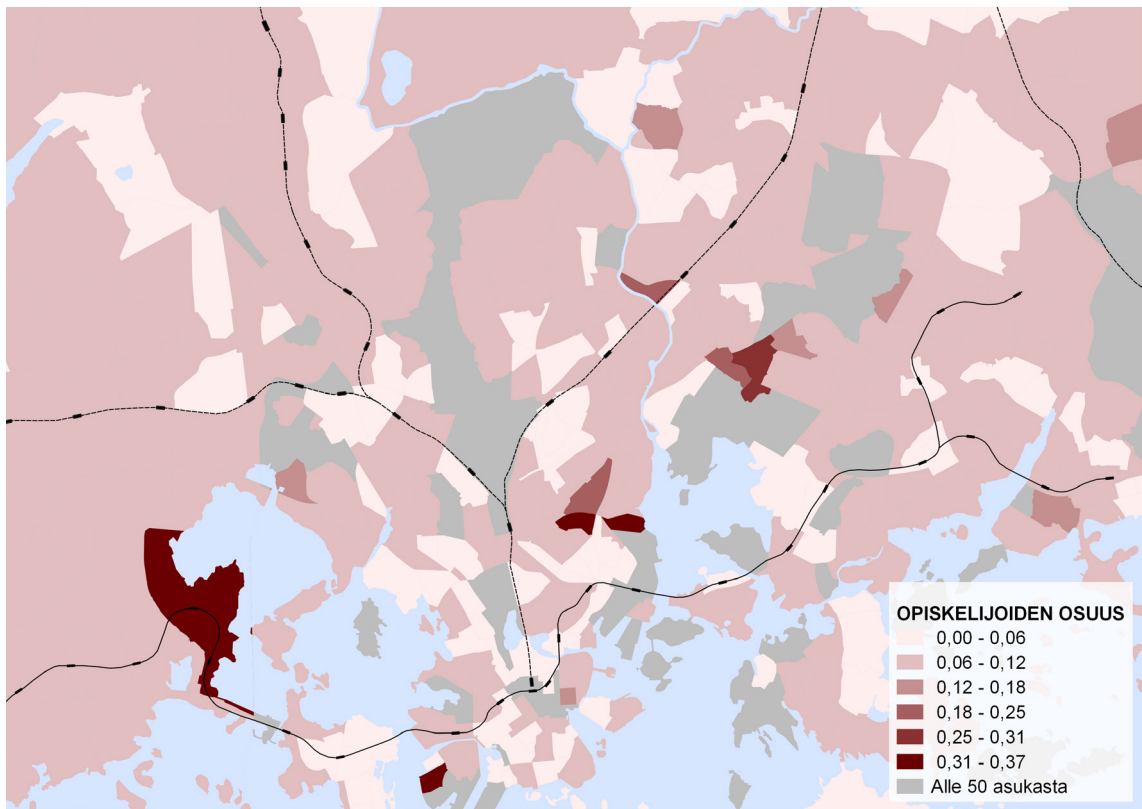 OPISKELIJOIDEN OSUUS
0,00 - 0,06
0,06 - 0,12
0,12 - 0,18
0,18 - 0,25
0,25 - 0,31
0,31 - 0,37
Alle 50 asukasta